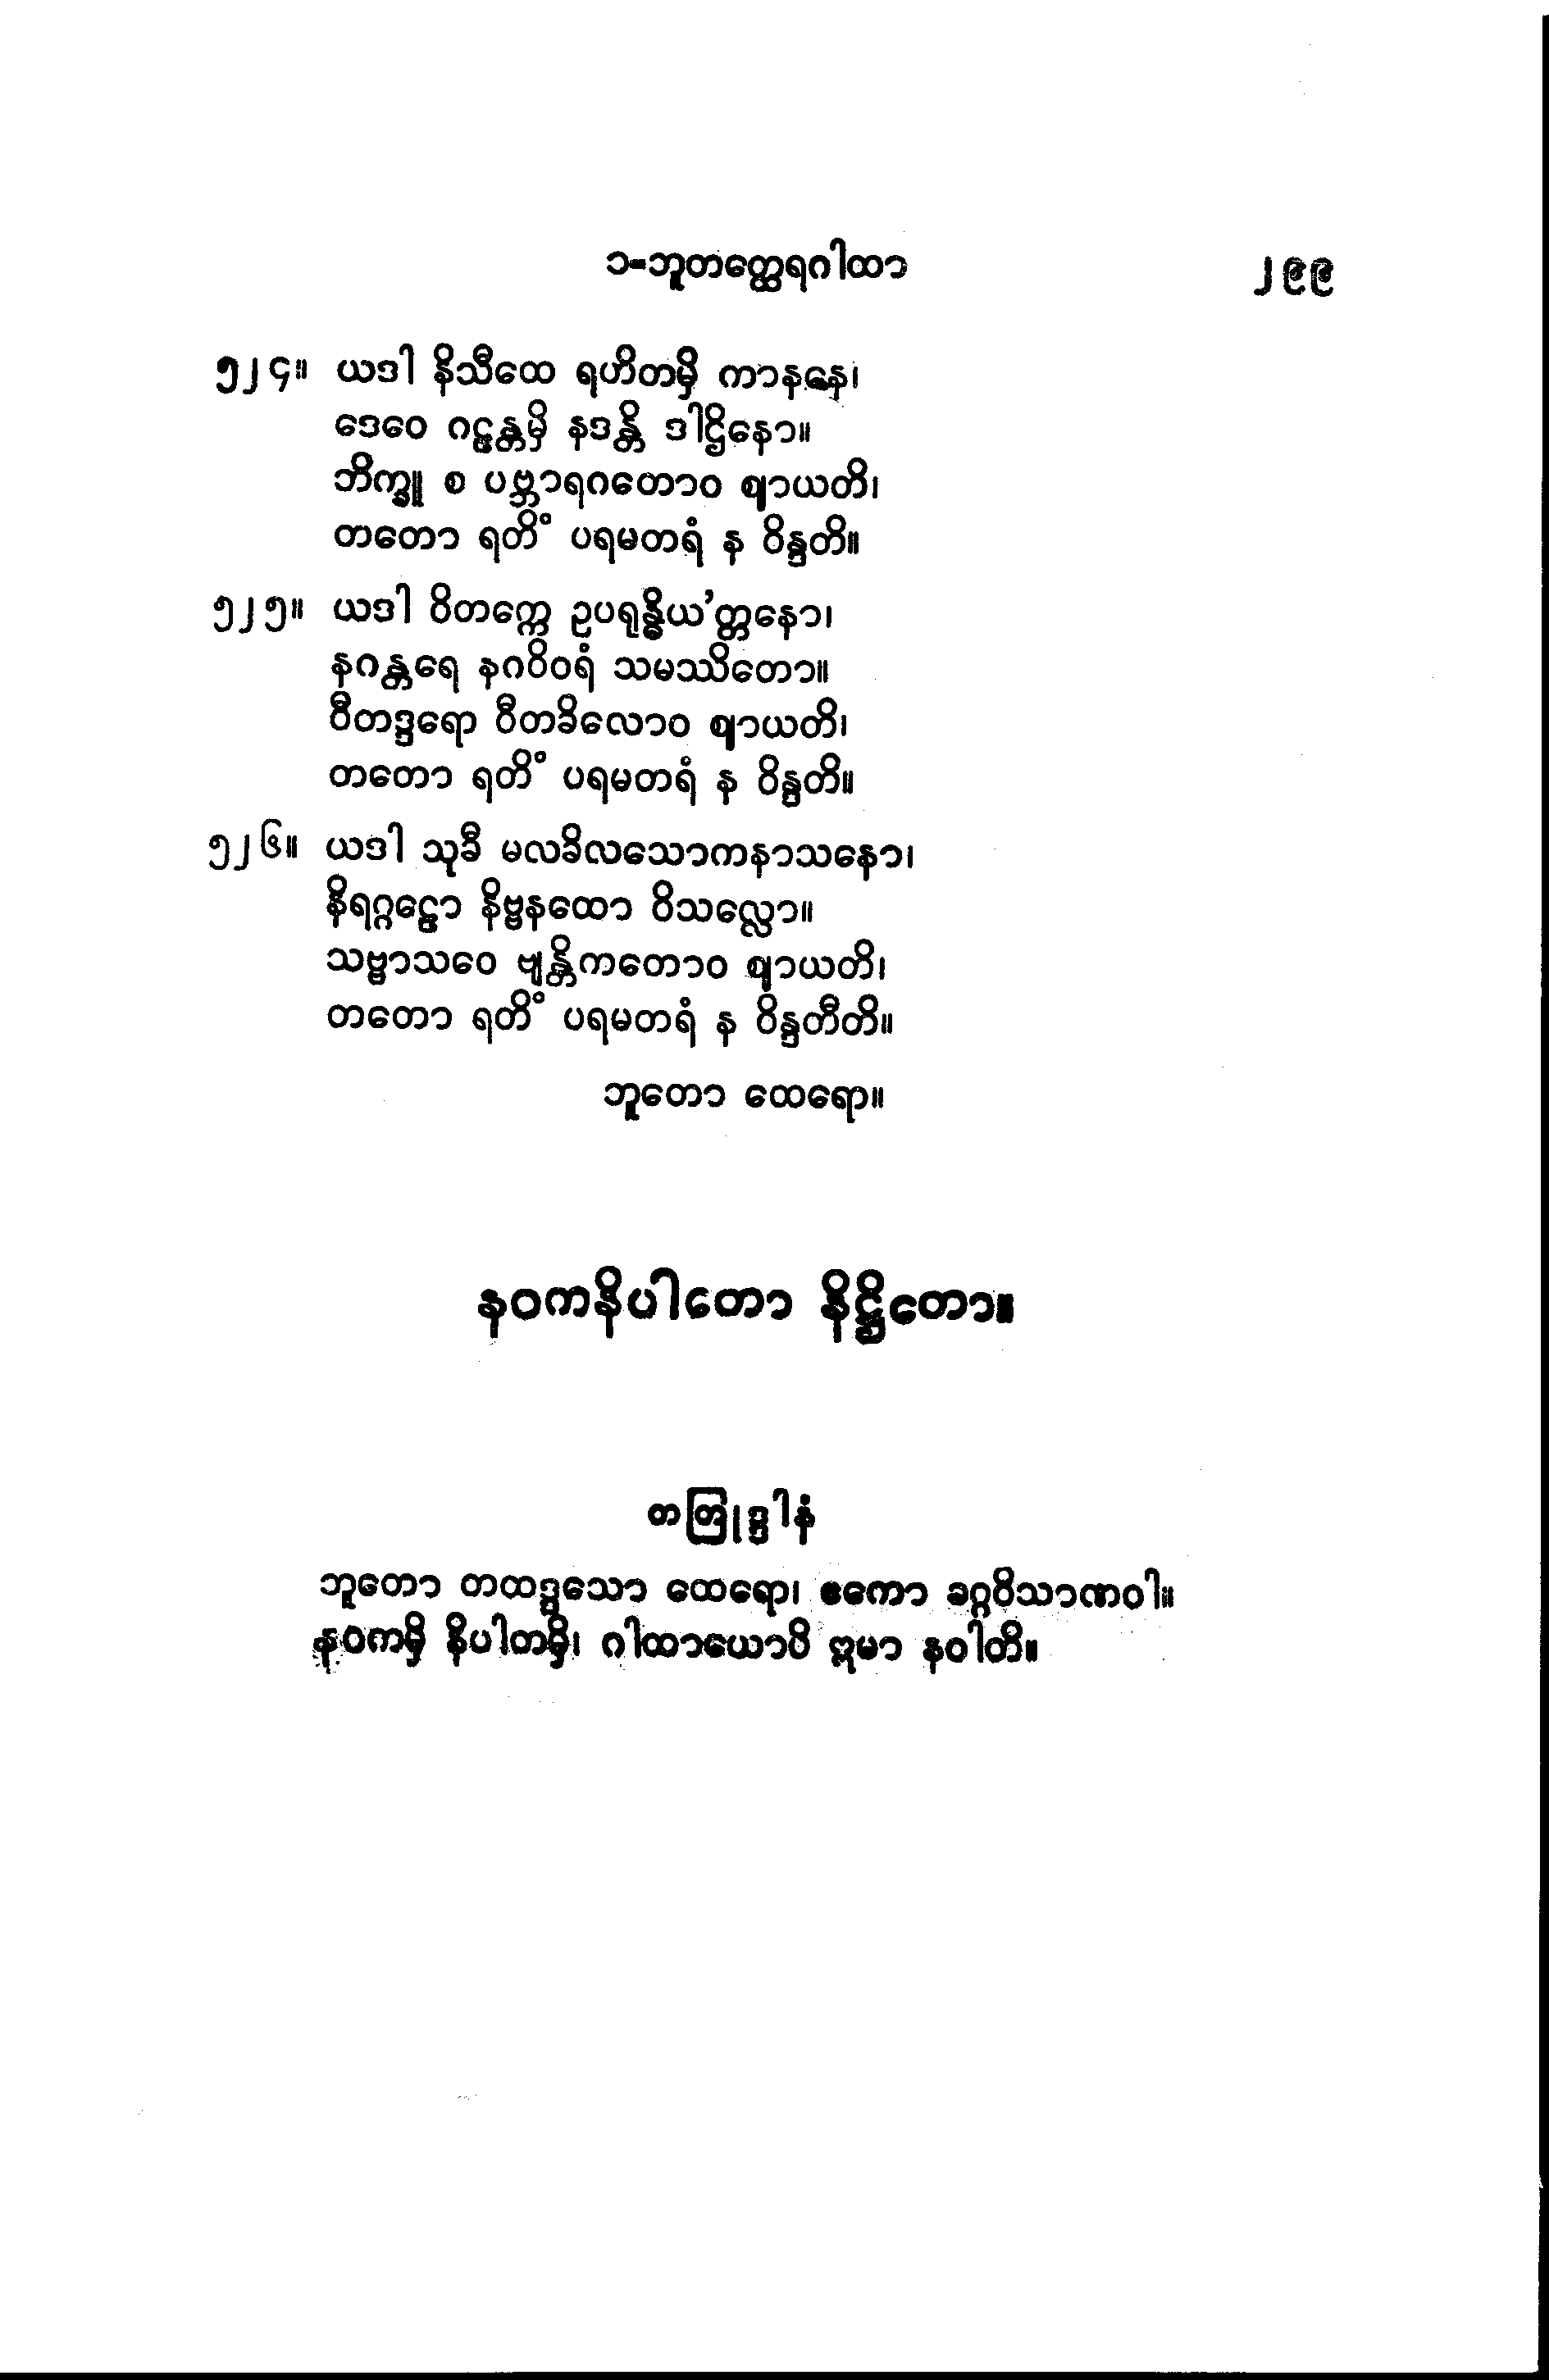 ၁-ဘူတတ္ထေရဂါထာ ၂၉၉
၅၂၄။ ယဒါ နိသီထေ ရဟိတမှိ ကာနနေ၊
ဒေဝေ ဂဠန္တမှိ နဒန္တိ ဒါဌိနော။
ဘိက္ခူ စ ပဗ္ဘာရဂတောဝ ဈာယတိ၊
တတော ရတိံ ပရမတရံ န ဝိန္ဒတိ။
၅၂၅။ ယဒါ ဝိတက္ကေ ဥပရုန္ဓိယ’တ္တနော၊
နဂန္တရေ နဂဝိဝရံ သမဿိတော။
ဝီတဒ္ဒရော ဝီတခိလောဝ ဈာယတိ၊
တတော ရတိံ ပရမတရံ န ဝိန္ဒတိ။
၅၂၆။ ယဒါ သုခီ မလခိလသောကနာသနော၊
နိရဂ္ဂဠော နိဗ္ဗနထော ဝိသလ္လော။
သဗ္ဗာသဝေ ဗျန္တိကတောဝ ဈာယတိ၊
တတော ရတိံ ပရမတရံ န ဝိန္ဒတီတိ။
ဘူတော ထေရော။
နဝကနိပါတော နိဋ္ဌိတော။
တတြုဒ္ဒါနံ
ဘူတော တထဒ္ဒသော ထေရော၊ ဧကော ခဂ္ဂဝိသာဏဝါ။
နဝကမှိ နိပါတမှိ၊ ဂါထာယောပိ ဣမာ နဝါတိ။